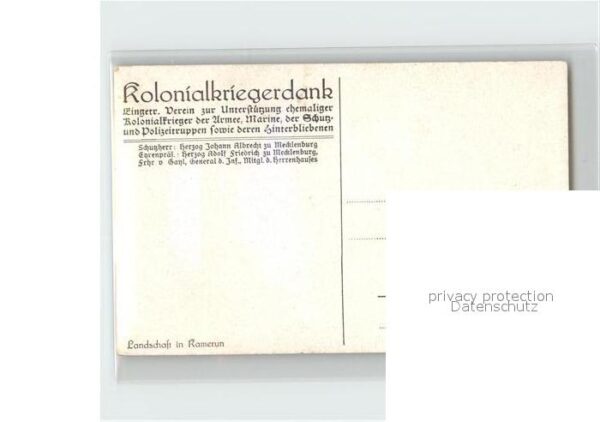 Kolonialkriegerdank
Eingetr. Verein zur Unterstützung ehemaliger
Kolonialkrieger der Armee, Marine, der Schutz-
und Polizeitruppen sowie deren Hinterbliebenen
Schutzherr: Herzog Johann Albrecht zu Mecklenburg
Ehrenpräs.: Herzog Adolf Friedrich zu Mecklenburg,
Frhr v Gayl, General d. Inf., Mitgl. d. Herrenhauses
privacy protection
Datenschutz
Landschaft in Kamerun